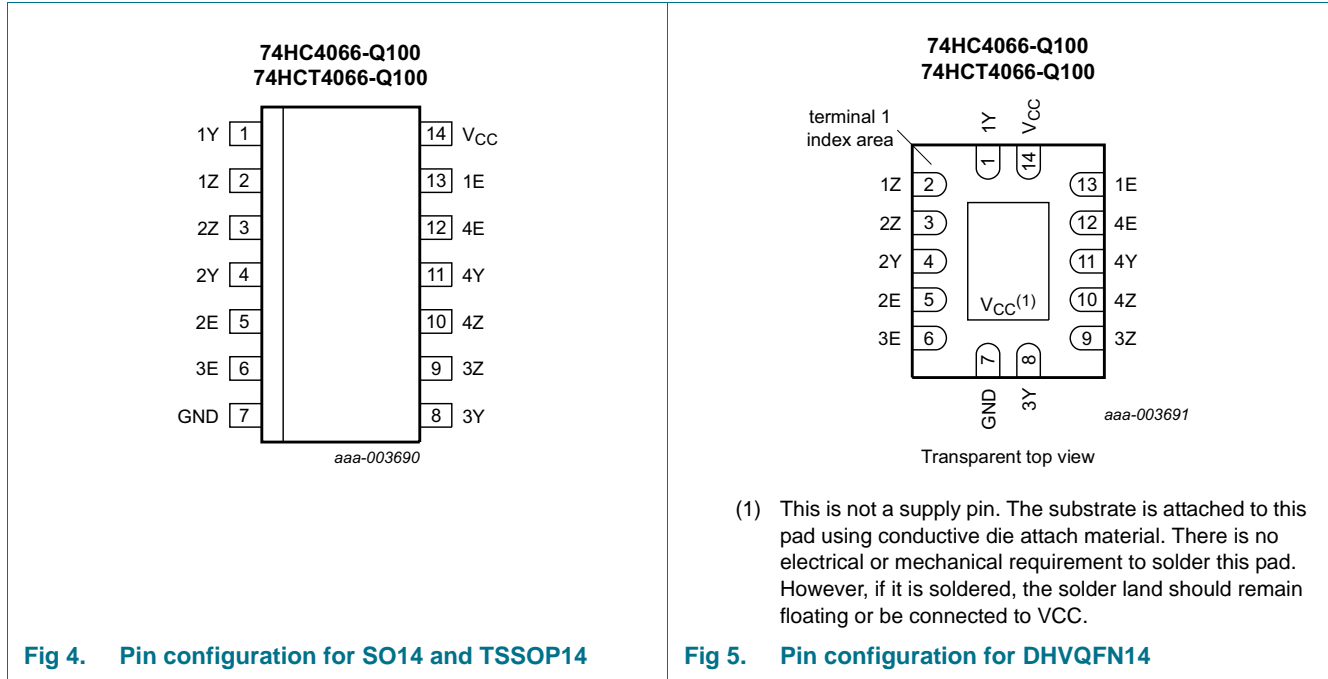 74HC4066-Q100
74HCT4066-Q100
1Y 1
14 VCC
1Z 2
13 1E
2Z 3
12 4E
2Y 4
11 4Y
2E 5
10 4Z
3E 6
9 3Z
GND 7
8 3Y
aaa-003690
Fig 4. Pin configuration for SO14 and TSSOP14
74HC4066-Q100
74HCT4066-Q100
terminal 1
index area
1Y
VCC
1
14
1Z 2
13 1E
2Z 3
12 4E
2Y 4
11 4Y
2E 5
VCC(1)
10 4Z
3E 6
9 3Z
7
8
GND
3Y
aaa-003691
Transparent top view
(1) This is not a supply pin. The substrate is attached to this
pad using conductive die attach material. There is no
electrical or mechanical requirement to solder this pad.
However, if it is soldered, the solder land should remain
floating or be connected to VCC.
Fig 5. Pin configuration for DHVQFN14